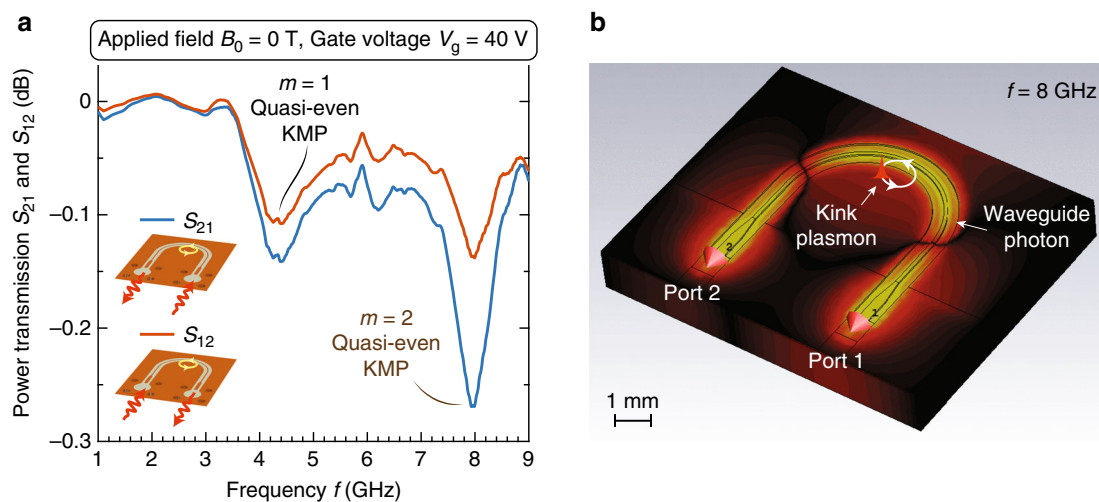 a
Applied field B₀ = 0 T, Gate voltage Vg = 40 V
Power transmission S₂₁ and S₁₂ (dB)
0
–0.1
–0.2
–0.3
m = 1
Quasi-even
KMP
S₂₁
S₁₂
m = 2
Quasi-even
KMP
1 2 3 4 5 6 7 8 9
Frequency f (GHz)
b
f = 8 GHz
Kink
plasmon
Waveguide
photon
2
Port 2
1
Port 1
1 mm